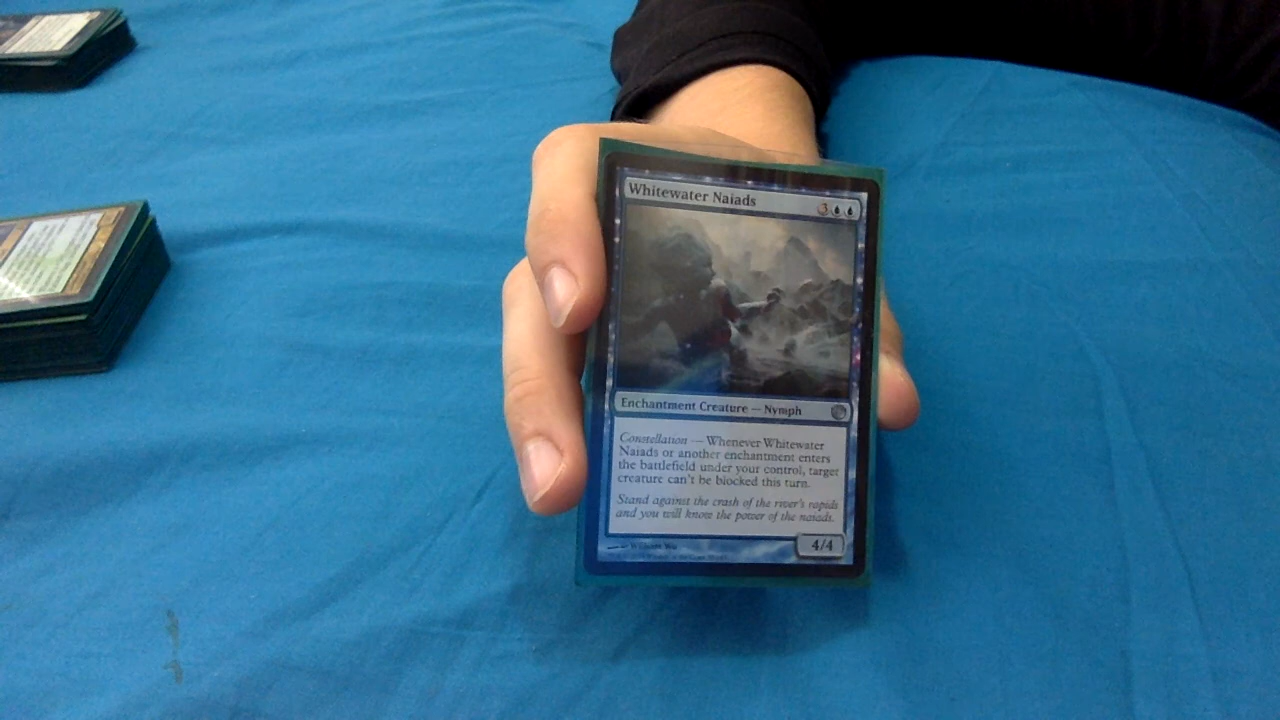 Whitewater Naiads
3
Enchantment Creature — Nymph
Constellation — Whenever Whitewater
Naiads or another enchantment enters
the battlefield under your control, target
creature can't be blocked this turn.
Stand against the crash of the river's rapids
and you will know the power of the naiads.
4/4